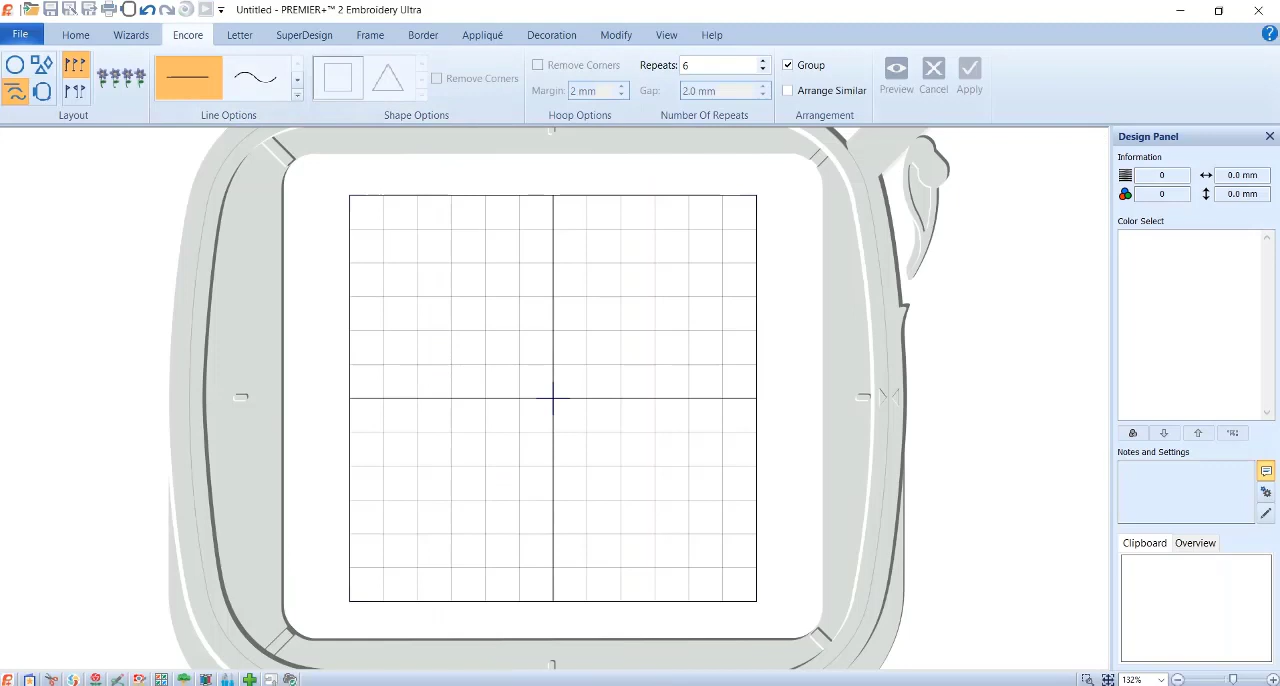 Untitled - PREMIER+™ 2 Embroidery Ultra
File Home Wizards Encore Letter SuperDesign Frame Border Appliqué Decoration Modify View Help
Remove Corners
Remove Corners
Margin: 2 mm
Repeats: 6
Gap: 2.0 mm
Group
Arrange Similar
Preview Cancel Apply
Layout Line Options Shape Options Hoop Options Number Of Repeats Arrangement
Design Panel
Information
0 0.0 mm
0 0.0 mm
Color Select
Notes and Settings
Clipboard Overview
132%